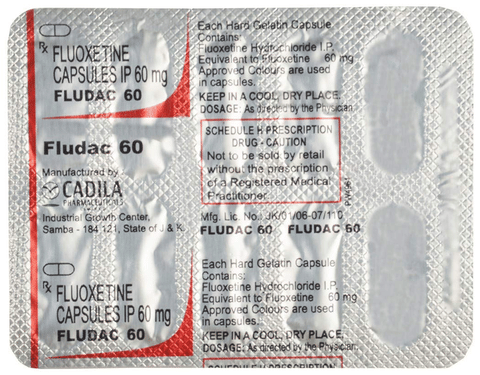 Rx FLUOXETINE
CAPSULES IP 60 mg
FLUDAC 60
Fludac 60
Manufactured by
CADILA
PHARMACEUTICALS
Industrial Growth Center,
Samba - 184 121, State of J & K.
Rx FLUOXETINE
CAPSULES IP 60 mg
FLUDAC 60
Each Hard Gelatin Capsule
Contains:
Fluoxetine Hydrochloride I.P.
Equivalent to Fluoxetine 60 mg
Approved Colours are used
in capsules.
KEEP IN A COOL, DRY PLACE.
DOSAGE: As directed by the Physician
SCHEDULE H PRESCRIPTION
DRUG - CAUTION
Not to be sold by retail
without the prescription
of a Registered Medical
Practitioner.
Mfg. Lic. No.: JK/01/06-07/110
FLUDAC 60 FLUDAC 60
Each Hard Gelatin Capsule
Contains:
Fluoxetine Hydrochloride I.P.
Equivalent to Fluoxetine 60 mg
Approved Colours are used
in capsules.
KEEP IN A COOL, DRY PLACE.
DOSAGE: As directed by the Physician.
SCHEDULE H PRESCRIPTION